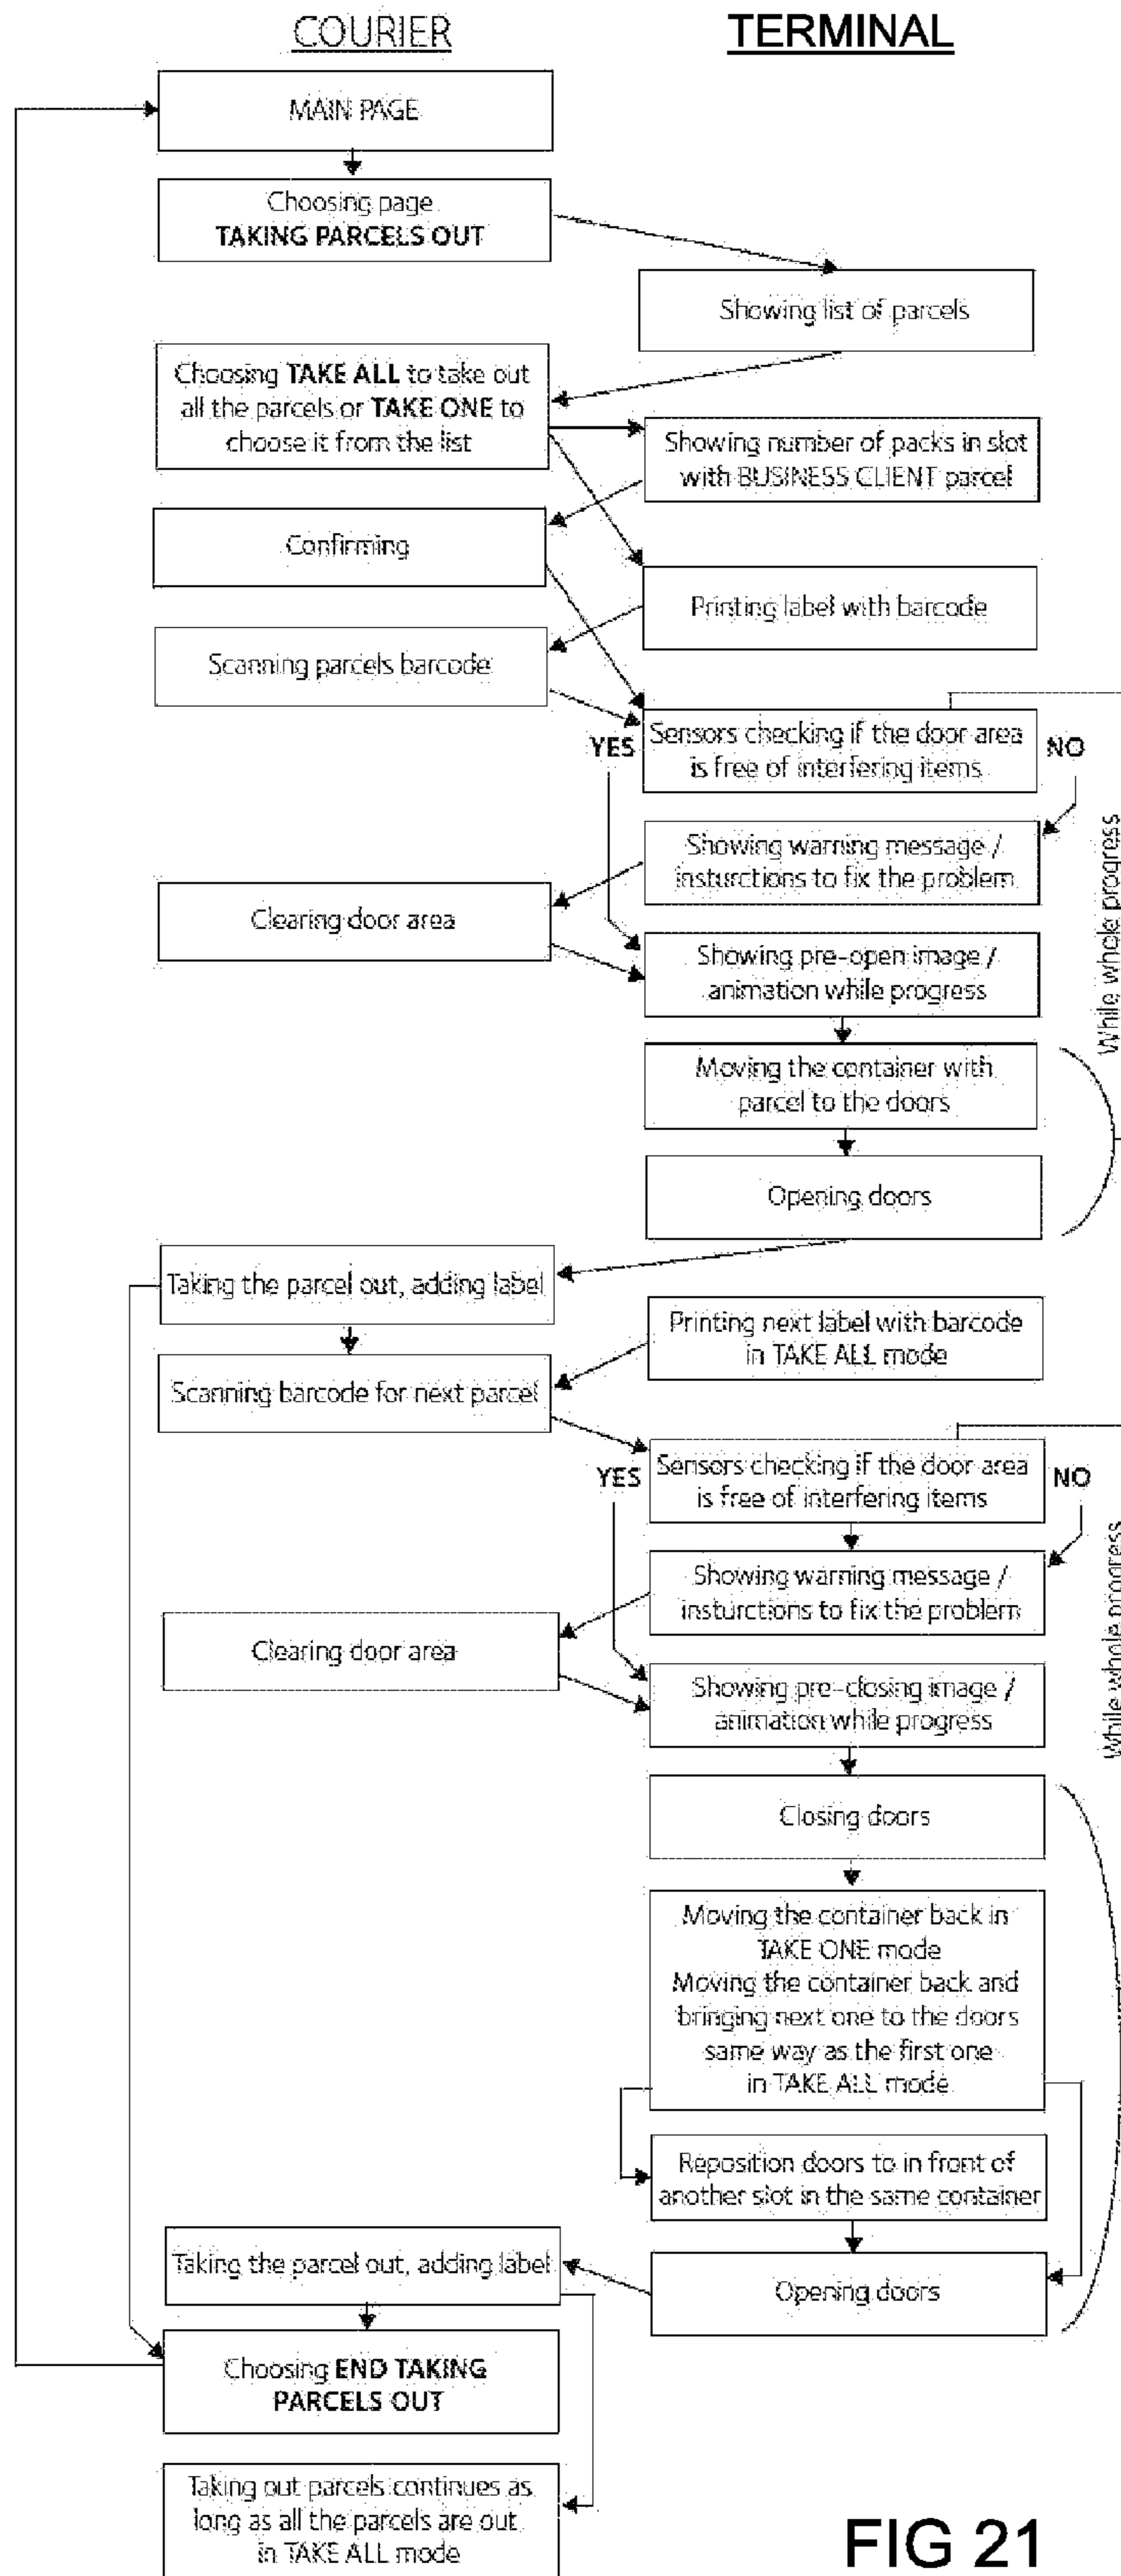 COURIER
TERMINAL
MAIN PAGE
Choosing page
TAKING PARCELS OUT
Showing list of parcels
Choosing TAKE ALL to take out
all the parcels or TAKE ONE to
choose it from the list
Showing number of packs in slot
with BUSINESS CLIENT parcel
Confirming
Printing label with barcode
Scanning parcels barcode
YES
Sensors checking if the door area
is free of interfering items
NO
While whole progress
Showing warning message /
insturctions to fix the problem
Clearing door area
Showing pre-open image /
animation while progress
Moving the container with
parcel to the doors
Opening doors
Taking the parcel out, adding label
Printing next label with barcode
in TAKE ALL mode
Scanning barcode for next parcel
YES
Sensors checking if the door area
is free of interfering items
NO
While whole progress
Showing warning message /
insturctions to fix the problem
Clearing door area
Showing pre-closing image /
animation while progress
Closing doors
Moving the container back in
TAKE ONE mode
Moving the container back and
bringing next one to the doors
same way as the first one
in TAKE ALL mode
Reposition doors to in front of
another slot in the same container
Taking the parcel out, adding label
Opening doors
Choosing END TAKING
PARCELS OUT
Taking out parcels continues as
long as all the parcels are out
in TAKE ALL mode
FIG 21